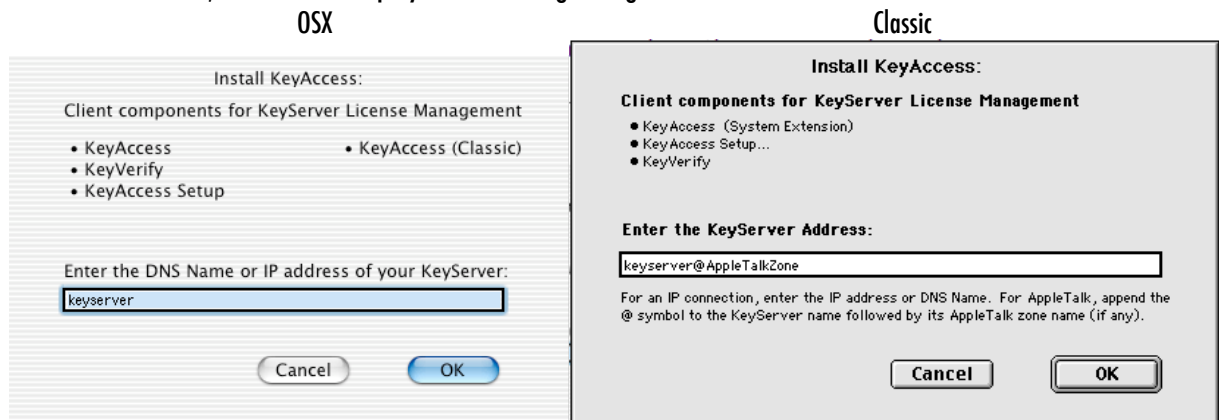 OSX
Install KeyAccess:
Client components for KeyServer License Management
• KeyAccess
• KeyVerify
• KeyAccess Setup
• KeyAccess (Classic)
Enter the DNS Name or IP address of your KeyServer:
keyserver
Cancel
OK
Classic
Install KeyAccess:
Client components for KeyServer License Management
• KeyAccess (System Extension)
• KeyAccess Setup...
• KeyVerify
Enter the KeyServer Address:
keyserver@AppleTalkZone
For an IP connection, enter the IP address or DNS Name. For AppleTalk, append the
@ symbol to the KeyServer name followed by its AppleTalk zone name (if any).
Cancel
OK